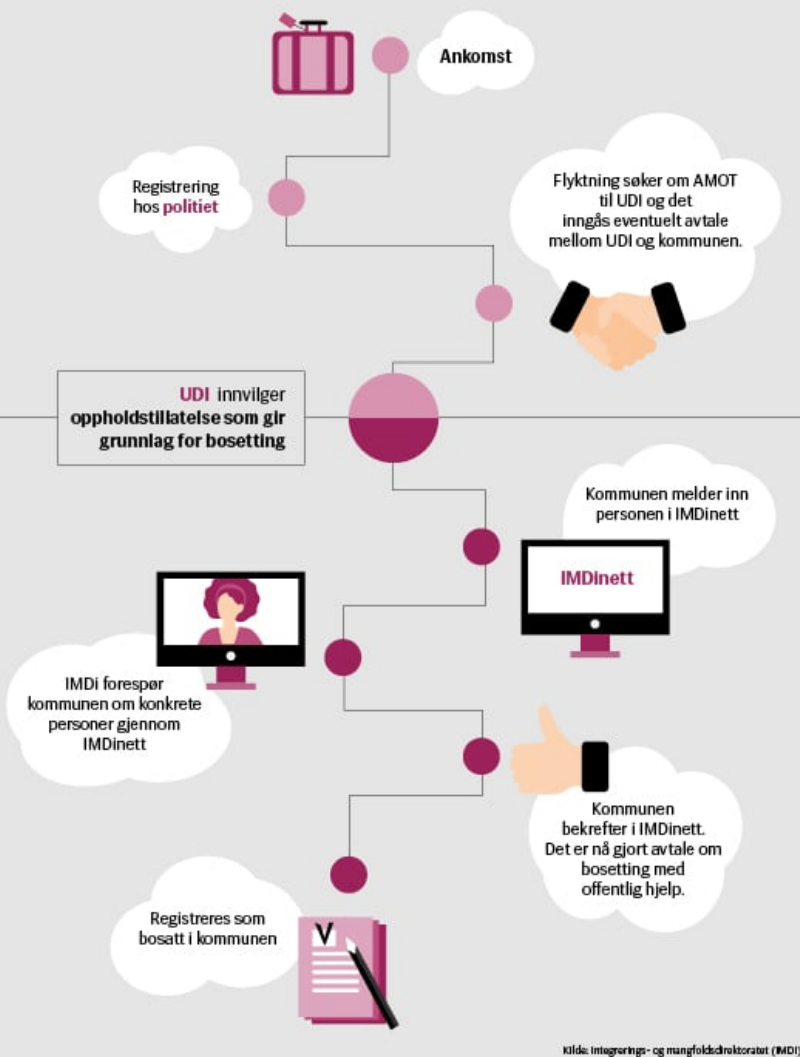 Ankomst
Registrering
hos politiet
Flyktning søker om AMOT
til UDI og det
inngås eventuelt avtale
mellom UDI og kommunen.
UDI innvilger
oppholdstillatelse som gir
grunnlag for bosetting
Kommunen melder inn
personen i IMDinett
IMDinett
IMDi forespør
kommunen om konkrete
personer gjennom
IMDinett
Kommunen
bekrefter i IMDinett.
Det er nå gjort avtale om
bosetting med
offentlig hjelp.
Registreres som
bosatt i kommunen
Kilde: Integrerings- og mangfoldsdirektoratet (IMDI)